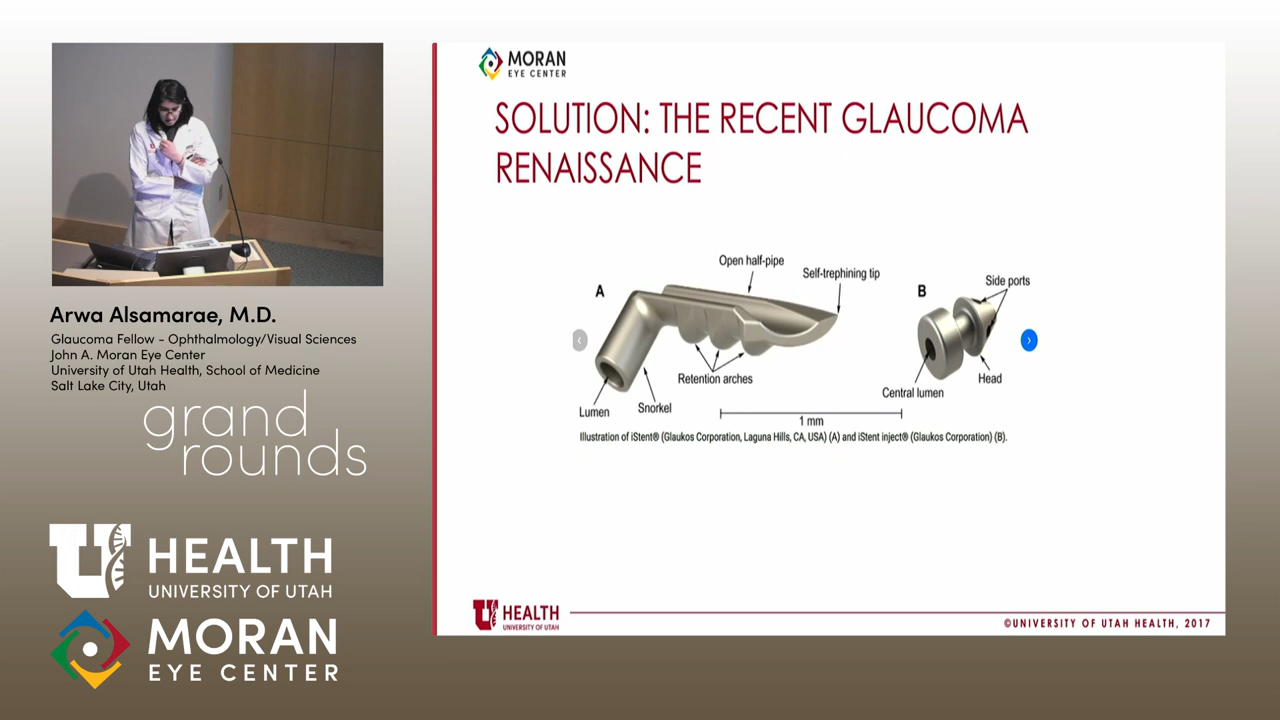 Arwa Alsamarae, M.D.
Glaucoma Fellow - Ophthalmology/Visual Sciences
John A. Moran Eye Center
University of Utah Health, School of Medicine
Salt Lake City, Utah
grand
rounds
U HEALTH
UNIVERSITY OF UTAH
MORAN
EYE CENTER
MORAN
EYE CENTER
SOLUTION: THE RECENT GLAUCOMA
RENAISSANCE
A
Open half-pipe
Self-trephining tip
Retention arches
Lumen
Snorkel
1 mm
B
Side ports
Head
Central lumen
Illustration of iStent® (Glaukos Corporation, Laguna Hills, CA, USA) (A) and iStent inject® (Glaukos Corporation) (B).
U HEALTH
UNIVERSITY OF UTAH
©UNIVERSITY OF UTAH HEALTH, 2017